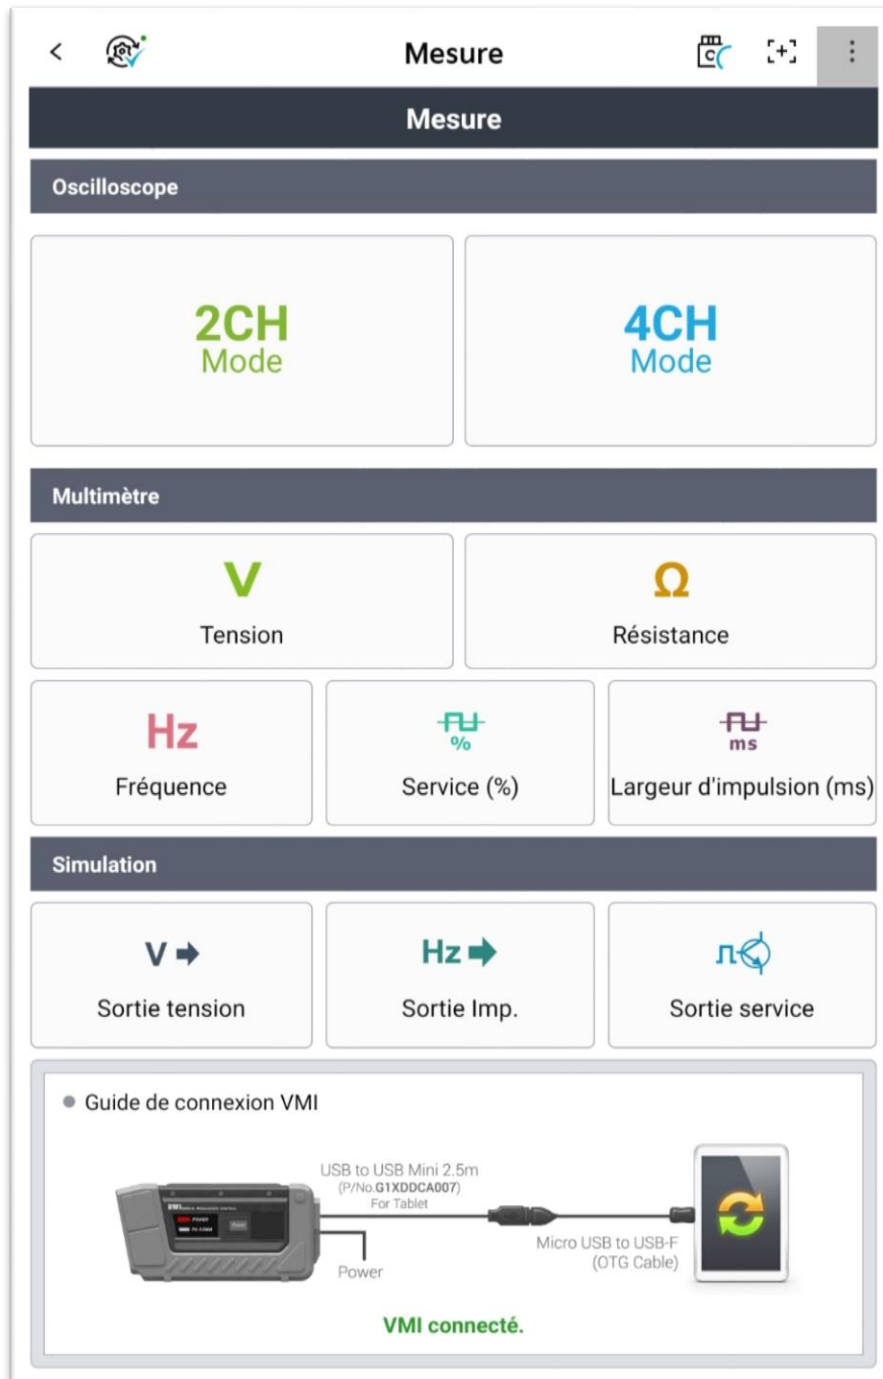 Mesure
Mesure
Oscilloscope
2CH
Mode
4CH
Mode
Multimètre
V
Tension
Ω
Résistance
Hz
Fréquence
%
Service (%)
ms
Largeur d'impulsion (ms)
Simulation
V
Sortie tension
Hz
Sortie Imp.
Sortie service
Guide de connexion VMI
USB to USB Mini 2.5m
(P/No.G1XDDCA007)
For Tablet
VMI
POWER
Micro USB to USB-F
(OTG Cable)
Power
VMI connecté.